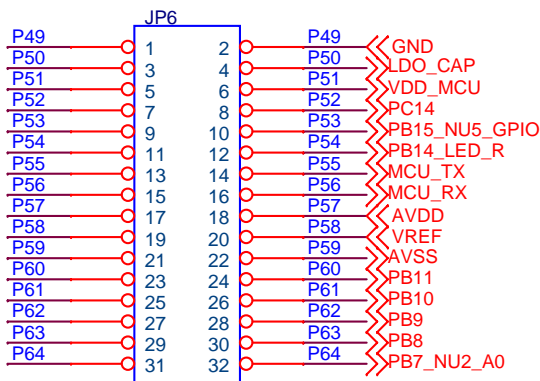 JP6
P49 1 2 P49 GND
P50 3 4 P50 LDO_CAP
P51 5 6 P51 VDD_MCU
P52 7 8 P52 PC14
P53 9 10 P53 PB15_NU5_GPIO
P54 11 12 P54 PB14_LED_R
P55 13 14 P55 MCU_TX
P56 15 16 P56 MCU_RX
P57 17 18 P57 AVDD
P58 19 20 P58 VREF
P59 21 22 P59 AVSS
P60 23 24 P60 PB11
P61 25 26 P61 PB10
P62 27 28 P62 PB9
P63 29 30 P63 PB8
P64 31 32 P64 PB7_NU2_A0